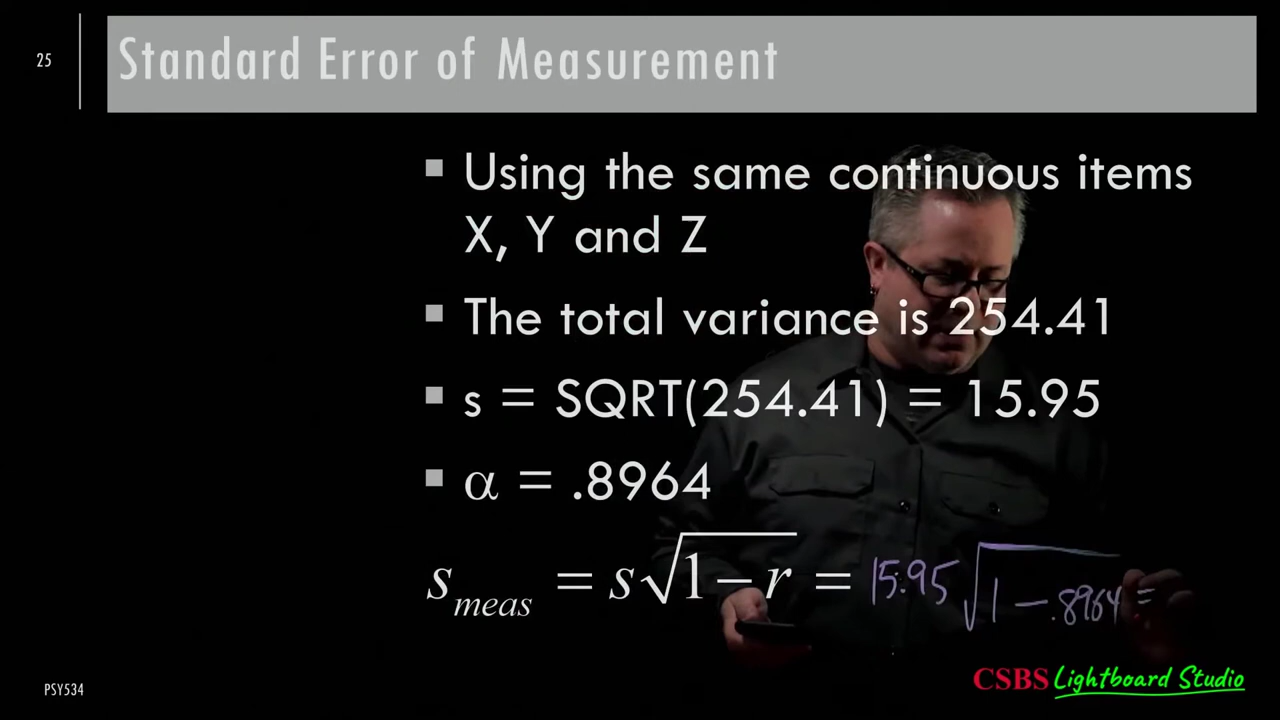 25
Standard Error of Measurement
▪ Using the same continuous items
X, Y and Z
▪ The total variance is 254.41
▪ s = SQRT(254.41) = 15.95
▪ α = .8964
s_meas = s√1−r = 15.95 √1 − .8964 =
PSY534
CSBS Lightboard Studio